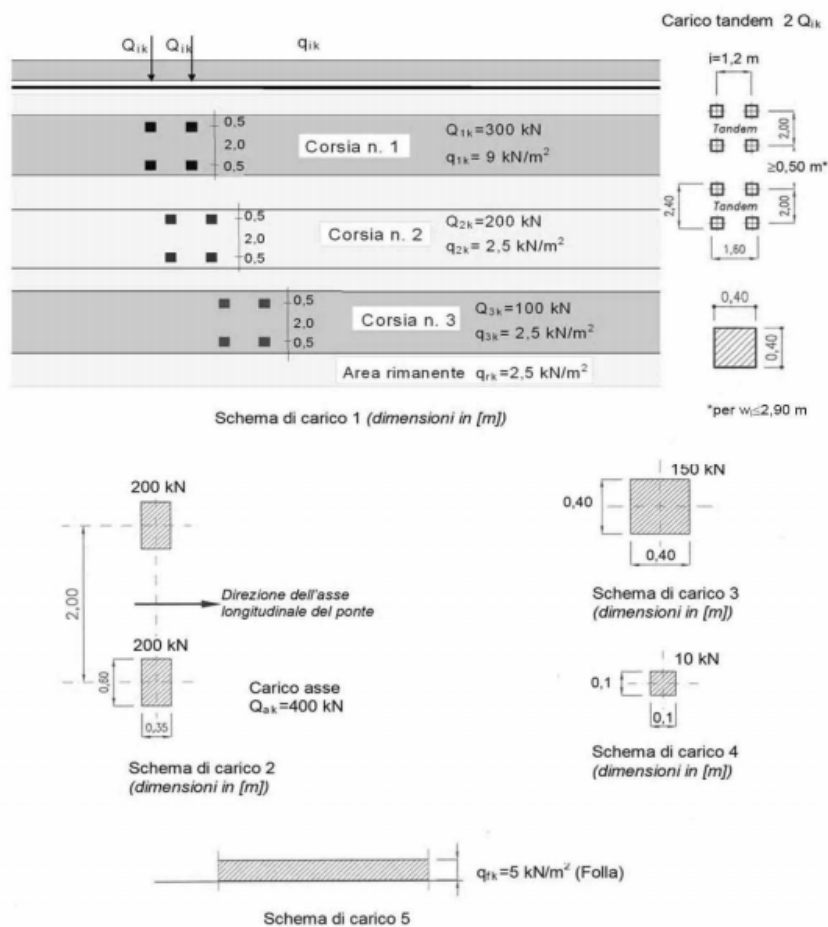 Carico tandem 2 Qik
Qik Qik qik
i=1,2 m
0,5
2,0
0,5
Corsia n. 1
Q1k=300 kN
q1k= 9 kN/m²
Tandem
2,00
≥0,50 m*
0,5
2,0
0,5
Corsia n. 2
Q2k=200 kN
q2k= 2,5 kN/m²
2,40
Tandem
2,00
1,60
0,5
2,0
0,5
Corsia n. 3
Q3k=100 kN
q3k= 2,5 kN/m²
0,40
0,40
Area rimanente qrk=2,5 kN/m²
*per wl≤2,90 m
Schema di carico 1 (dimensioni in [m])
200 kN
2,00
Direzione dell'asse
longitudinale del ponte
200 kN
0,60
0,35
Carico asse
Qak=400 kN
Schema di carico 2
(dimensioni in [m])
150 kN
0,40
0,40
Schema di carico 3
(dimensioni in [m])
10 kN
0,1
0,1
Schema di carico 4
(dimensioni in [m])
qfk=5 kN/m² (Folla)
Schema di carico 5